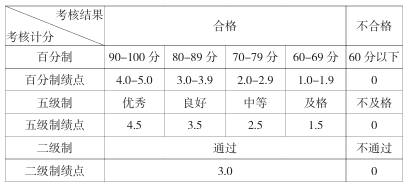 考核结果
考核计分
合格 不合格
百分制 90–100 分 80–89 分 70–79 分 60–69 分 60 分以下
百分制绩点 4.0–5.0 3.0–3.9 2.0–2.9 1.0–1.9 0
五级制 优秀 良好 中等 及格 不及格
五级制绩点 4.5 3.5 2.5 1.5 0
二级制 通过 不通过
二级制绩点 3.0 0